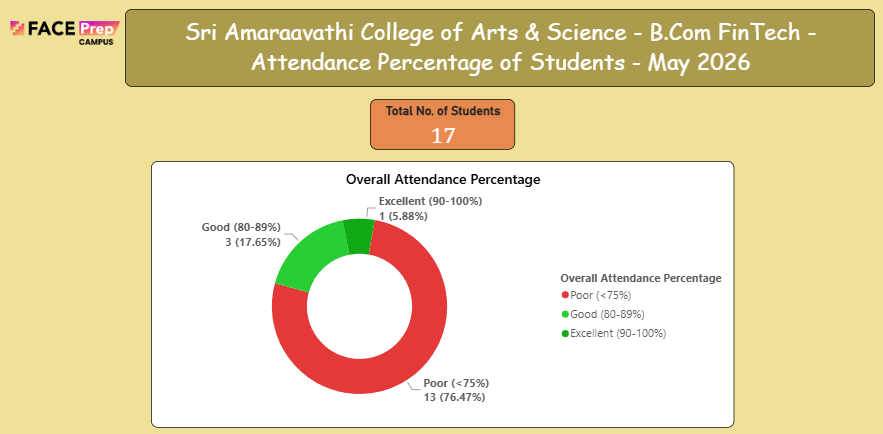 FACE Prep
CAMPUS
Sri Amaraavathi College of Arts & Science - B.Com FinTech -
Attendance Percentage of Students - May 2026
Total No. of Students
17
Overall Attendance Percentage
Excellent (90-100%)
1 (5.88%)
Good (80-89%)
3 (17.65%)
Poor (<75%)
13 (76.47%)
Overall Attendance Percentage
Poor (<75%)
Good (80-89%)
Excellent (90-100%)